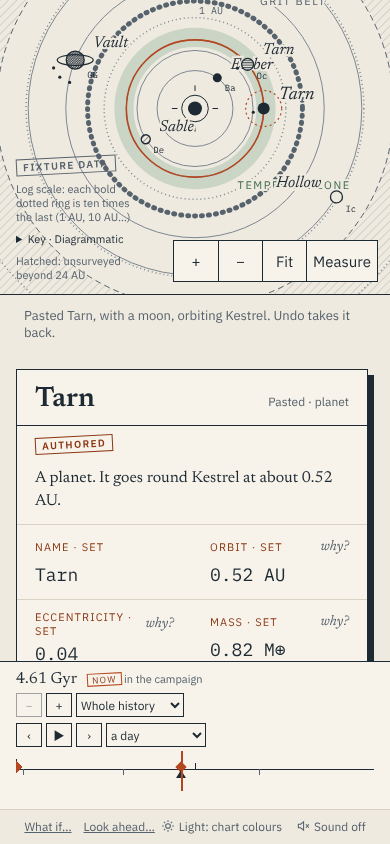 1 AU
GRIT BELT
Vault
Tarn
Ember
Oc
Gs
Ba
Tarn
Sable
De
FIXTURE DATA
TEMP
Hollow
ONE
Ic
Log scale: each bold
dotted ring is ten times
the last (1 AU, 10 AU…)
▶ Key · Diagrammatic
Hatched: unsurveyed
beyond 24 AU
+ − Fit Measure
Pasted Tarn, with a moon, orbiting Kestrel. Undo takes it
back.
Tarn
Pasted · planet
AUTHORED
A planet. It goes round Kestrel at about 0.52
AU.
NAME · SET
ORBIT · SET why?
Tarn
0.52 AU
ECCENTRICITY ·
SET
why?
MASS · SET why?
0.04
0.82 M⊕
4.61 Gyr NOW in the campaign
− + Whole history
‹ ▶ › a day
What if… Look ahead… Light: chart colours Sound off